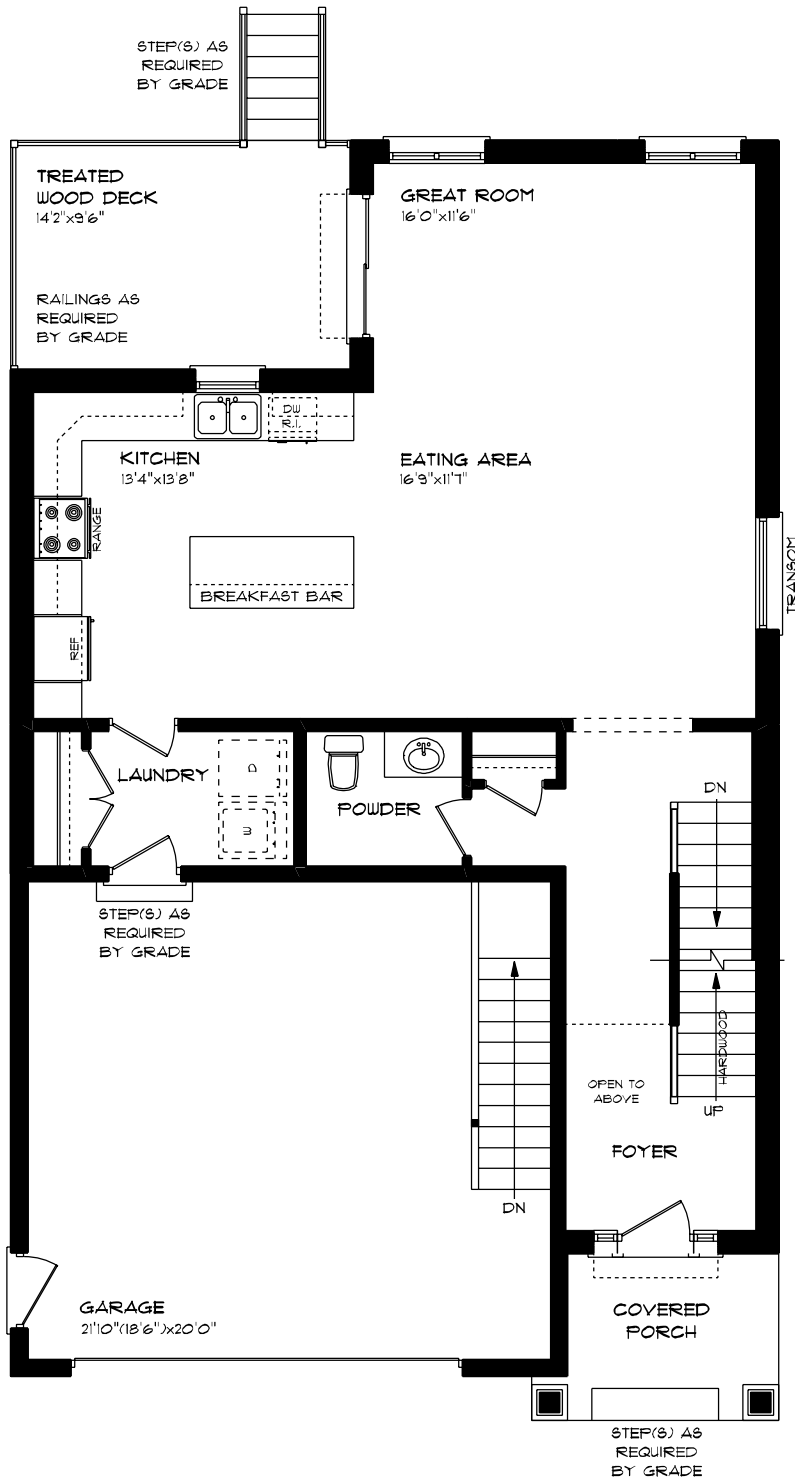 STEP(S) AS
REQUIRED
BY GRADE
TREATED
WOOD DECK
14'2"x9'6"
RAILINGS AS
REQUIRED
BY GRADE
GREAT ROOM
16'0"x11'6"
DW
R.I.
KITCHEN
13'4"x13'8"
EATING AREA
16'9"x11'7"
RANGE
TRANSOM
BREAKFAST BAR
REF
LAUNDRY
D
W
POWDER
DN
STEP(S) AS
REQUIRED
BY GRADE
HARDWOOD
OPEN TO
ABOVE
UP
FOYER
DN
GARAGE
21'10"(18'6")x20'0"
COVERED
PORCH
STEP(S) AS
REQUIRED
BY GRADE